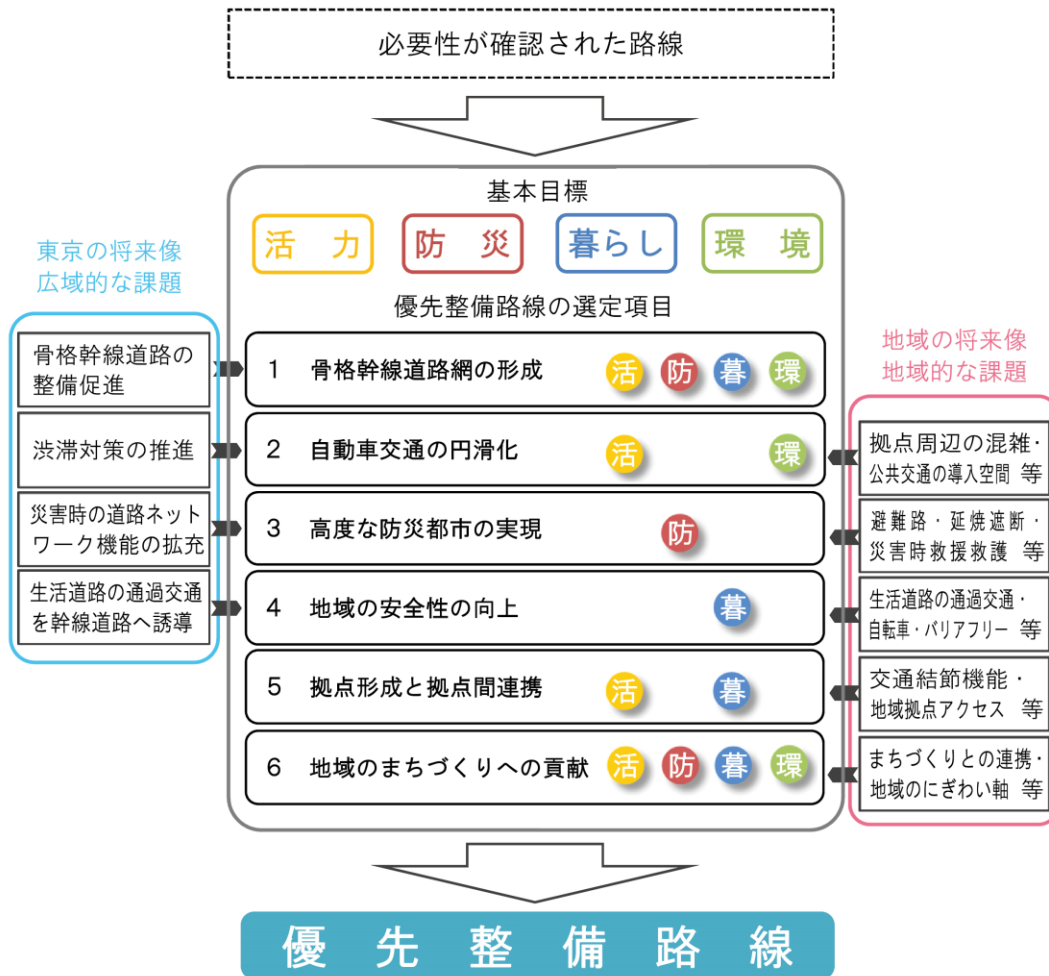 必要性が確認された路線
基本目標
活 力
防 災
暮らし
環 境
優先整備路線の選定項目
東京の将来像
広域的な課題
骨格幹線道路の
整備促進
渋滞対策の推進
災害時の道路ネット
ワーク機能の拡充
生活道路の通過交通
を幹線道路へ誘導
1 骨格幹線道路網の形成 活 防 暮 環
2 自動車交通の円滑化 活 環
3 高度な防災都市の実現 防
4 地域の安全性の向上 暮
5 拠点形成と拠点間連携 活 暮
6 地域のまちづくりへの貢献 活 防 暮 環
地域の将来像
地域的な課題
拠点周辺の混雑・
公共交通の導入空間 等
避難路・延焼遮断・
災害時救援救護 等
生活道路の通過交通・
自転車・バリアフリー 等
交通結節機能・
地域拠点アクセス 等
まちづくりとの連携・
地域のにぎわい軸 等
優先整備路線